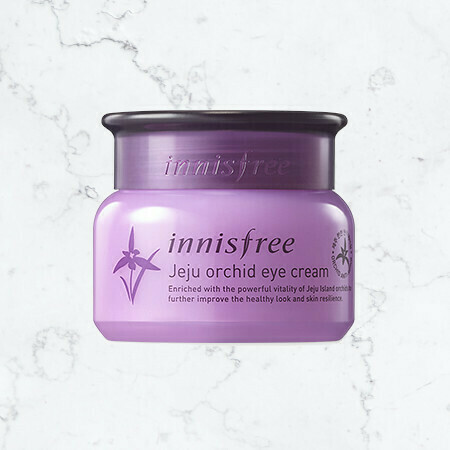 innisfree
innisfree
Jeju orchid eye cream
Enriched with the powerful vitality of Jeju Island orchid
further improve the healthy look and skin resilience.